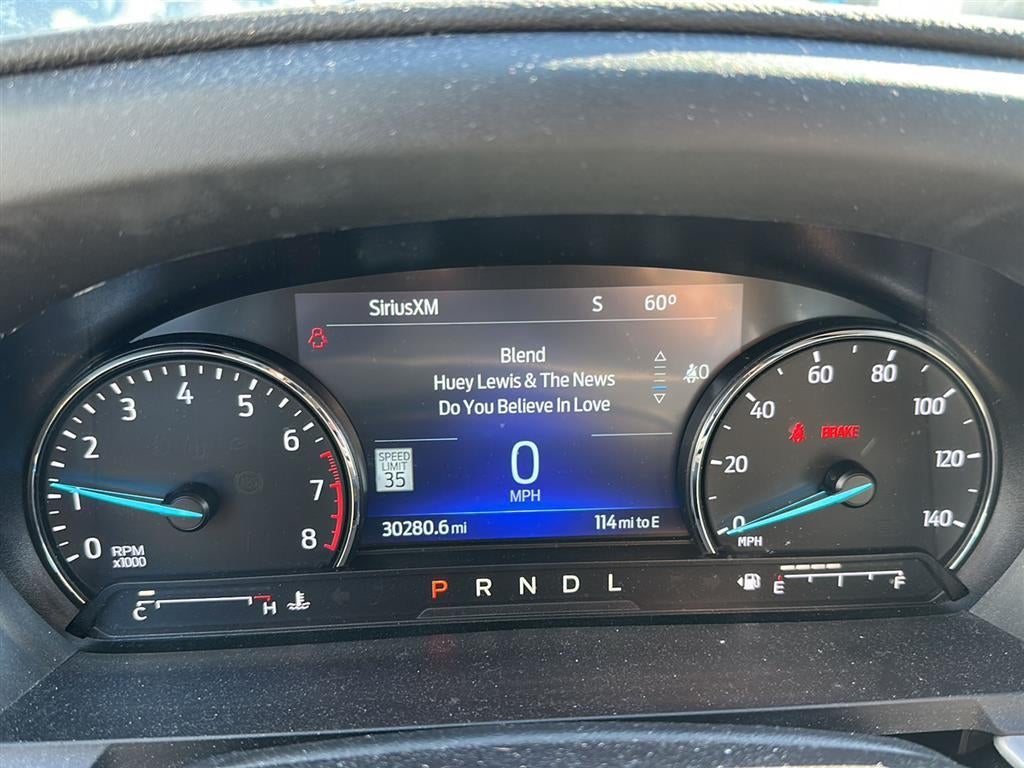 SiriusXM S 60°
Blend
Huey Lewis & The News
Do You Believe In Love
0
SPEED LIMIT 35
0
MPH
30280.6 mi 114 mi to E
0 1 2 3 4 5 6 7 8
RPM
x1000
0 20 40 60 80 100 120 140
BRAKE
MPH
C H
P R N D L
E F